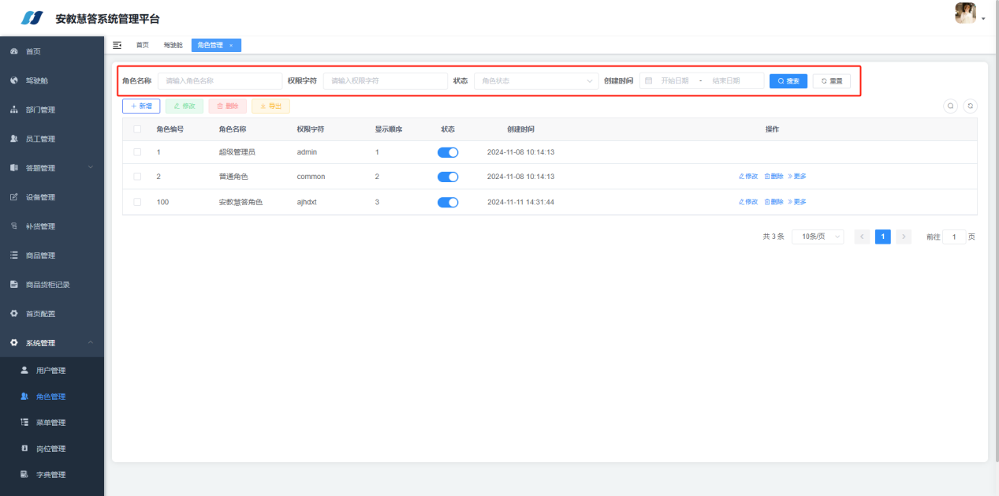 安教慧答系统管理平台
首页 驾驶舱 角色管理 ×
首页
驾驶舱
部门管理
员工管理
答题管理
设备管理
补货管理
商品管理
商品货柜记录
首页配置
系统管理
用户管理
角色管理
菜单管理
岗位管理
字典管理
角色名称 请输入角色名称 权限字符 请输入权限字符 状态 角色状态 创建时间 开始日期 - 结束日期 搜索 重置
+ 新增 修改 删除 导出
角色编号 角色名称 权限字符 显示顺序 状态 创建时间 操作
1 超级管理员 admin 1 2024-11-08 10:14:13
2 普通角色 common 2 2024-11-08 10:14:13 修改 删除 更多
100 安教慧答角色 ajhdxt 3 2024-11-11 14:31:44 修改 删除 更多
共 3 条 10条/页 < 1 > 前往 1 页